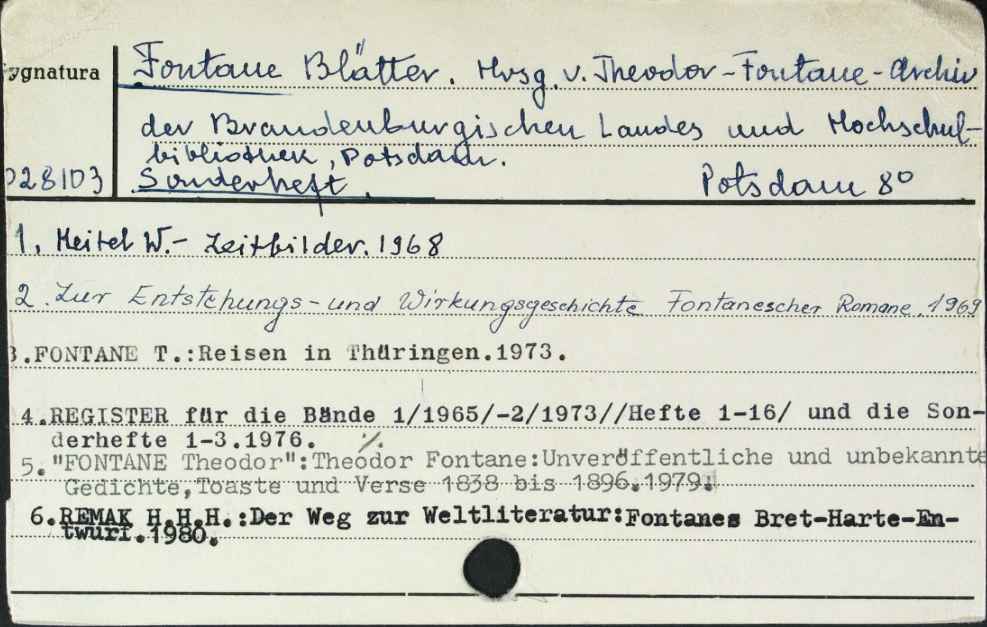 ygnatura
Fontane Blätter. Hrsg. v. Theodor-Fontane-Archiv
der Brandenburgischen Landes und Hochschul-
bibliothek, Potsdam.
028103 Sonderheft. Potsdam 8°
1. Heitel W.- Zeitbilder. 1968
2. Zur Entstehungs- und Wirkungsgeschichte Fontanescher Romane. 1969
3.FONTANE T.:Reisen in Thüringen.1973.
4.REGISTER für die Bände 1/1965/-2/1973//Hefte 1-16/ und die Son-
derhefte 1-3.1976. ./.
5."FONTANE Theodor":Theodor Fontane:Unveröffentliche und unbekannte
Gedichte,Toaste und Verse 1838 bis 1896.1979.
6.REMAK H.H.H.:Der Weg zur Weltliteratur:Fontanes Bret-Harte-En-
twurf.1980.